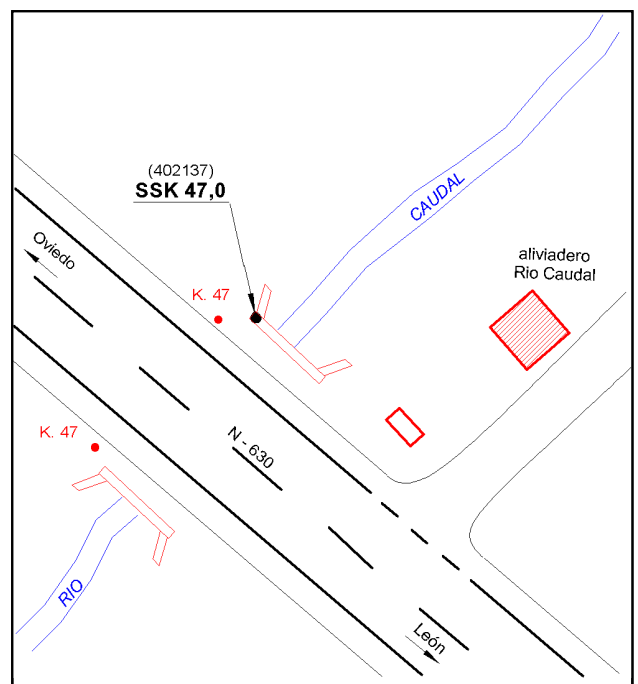 (402137)
SSK 47,0
CAUDAL
Oviedo
aliviadero
Rio Caudal
K. 47
K. 47
N - 630
RIO
León